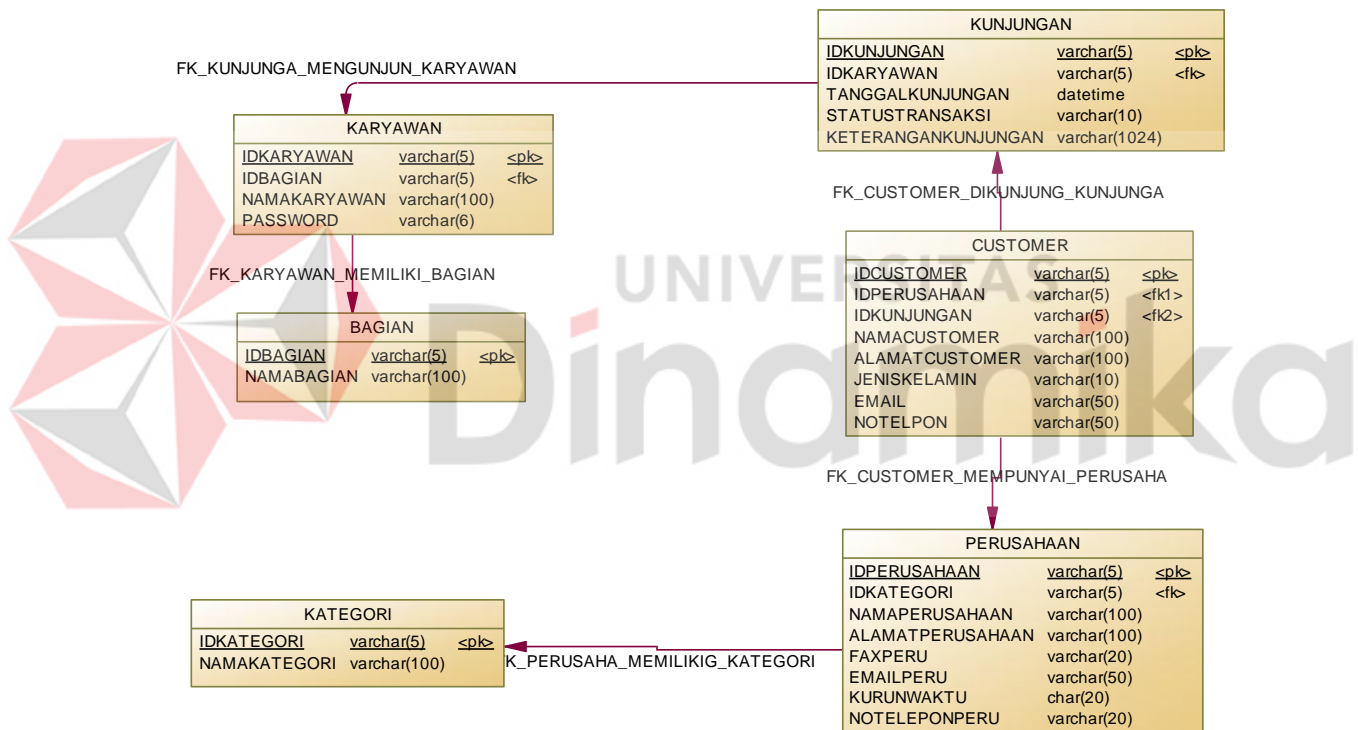 KUNJUNGAN
IDKUNJUNGAN varchar(5) <pk>
IDKARYAWAN varchar(5) <fk>
TANGGALKUNJUNGAN datetime
STATUSTRANSAKSI varchar(10)
KETERANGANKUNJUNGAN varchar(1024)
FK_KUNJUNGA_MENGUNJUN_KARYAWAN
KARYAWAN
IDKARYAWAN varchar(5) <pk>
IDBAGIAN varchar(5) <fk>
NAMAKARYAWAN varchar(100)
PASSWORD varchar(6)
FK_CUSTOMER_DIKUNJUNG_KUNJUNGA
FK_KARYAWAN_MEMILIKI_BAGIAN
BAGIAN
IDBAGIAN varchar(5) <pk>
NAMABAGIAN varchar(100)
UNIVERSITAS
Dinamika
CUSTOMER
IDCUSTOMER varchar(5) <pk>
IDPERUSAHAAN varchar(5) <fk1>
IDKUNJUNGAN varchar(5) <fk2>
NAMACUSTOMER varchar(100)
ALAMATCUSTOMER varchar(100)
JENISKELAMIN varchar(10)
EMAIL varchar(50)
NOTELPON varchar(50)
FK_CUSTOMER_MEMPUNYAI_PERUSAHA
PERUSAHAAN
IDPERUSAHAAN varchar(5) <pk>
IDKATEGORI varchar(5) <fk>
NAMAPERUSAHAAN varchar(100)
ALAMATPERUSAHAAN varchar(100)
FAXPERU varchar(20)
EMAILPERU varchar(50)
KURUNWAKTU char(20)
NOTELEPONPERU varchar(20)
KATEGORI
IDKATEGORI varchar(5) <pk>
NAMAKATEGORI varchar(100)
K_PERUSAHA_MEMILIKIG_KATEGORI